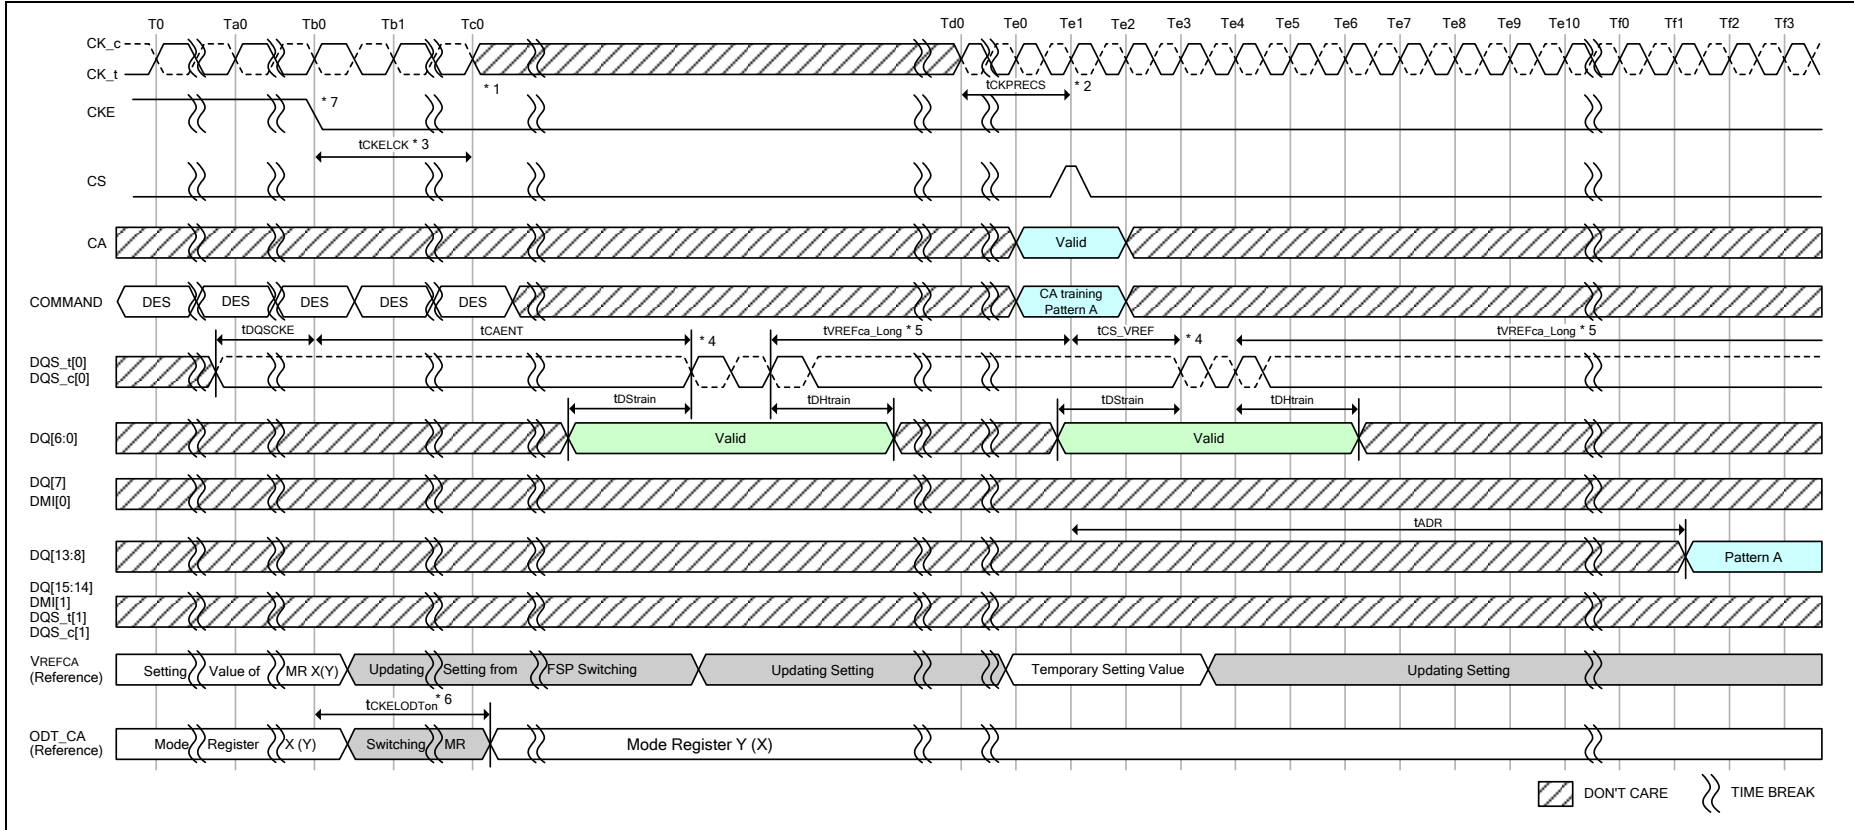 T0 Ta0 Tb0 Tb1 Tc0 Td0 Te0 Te1 Te2 Te3 Te4 Te5 Te6 Te7 Te8 Te9 Te10 Tf0 Tf1 Tf2 Tf3
CK_c
CK_t
* 1
tCKPRECS * 2
CKE
* 7
tCKELCK * 3
CS
CA
Valid
COMMAND
DES DES DES DES DES
CA training
Pattern A
tDQSCKE tCAENT * 4 tVREFca_Long * 5 tCS_VREF * 4 tVREFca_Long * 5
DQS_t[0]
DQS_c[0]
tDStrain tDHtrain tDStrain tDHtrain
DQ[6:0]
Valid Valid
DQ[7]
DMI[0]
tADR
DQ[13:8]
Pattern A
DQ[15:14]
DMI[1]
DQS_t[1]
DQS_c[1]
VREFCA
(Reference)
Setting Value of MR X(Y) Updating Setting from FSP Switching Updating Setting Temporary Setting Value Updating Setting
tCKELODTon * 6
ODT_CA
(Reference)
Mode Register X (Y) Switching MR Mode Register Y (X)
DON'T CARE TIME BREAK